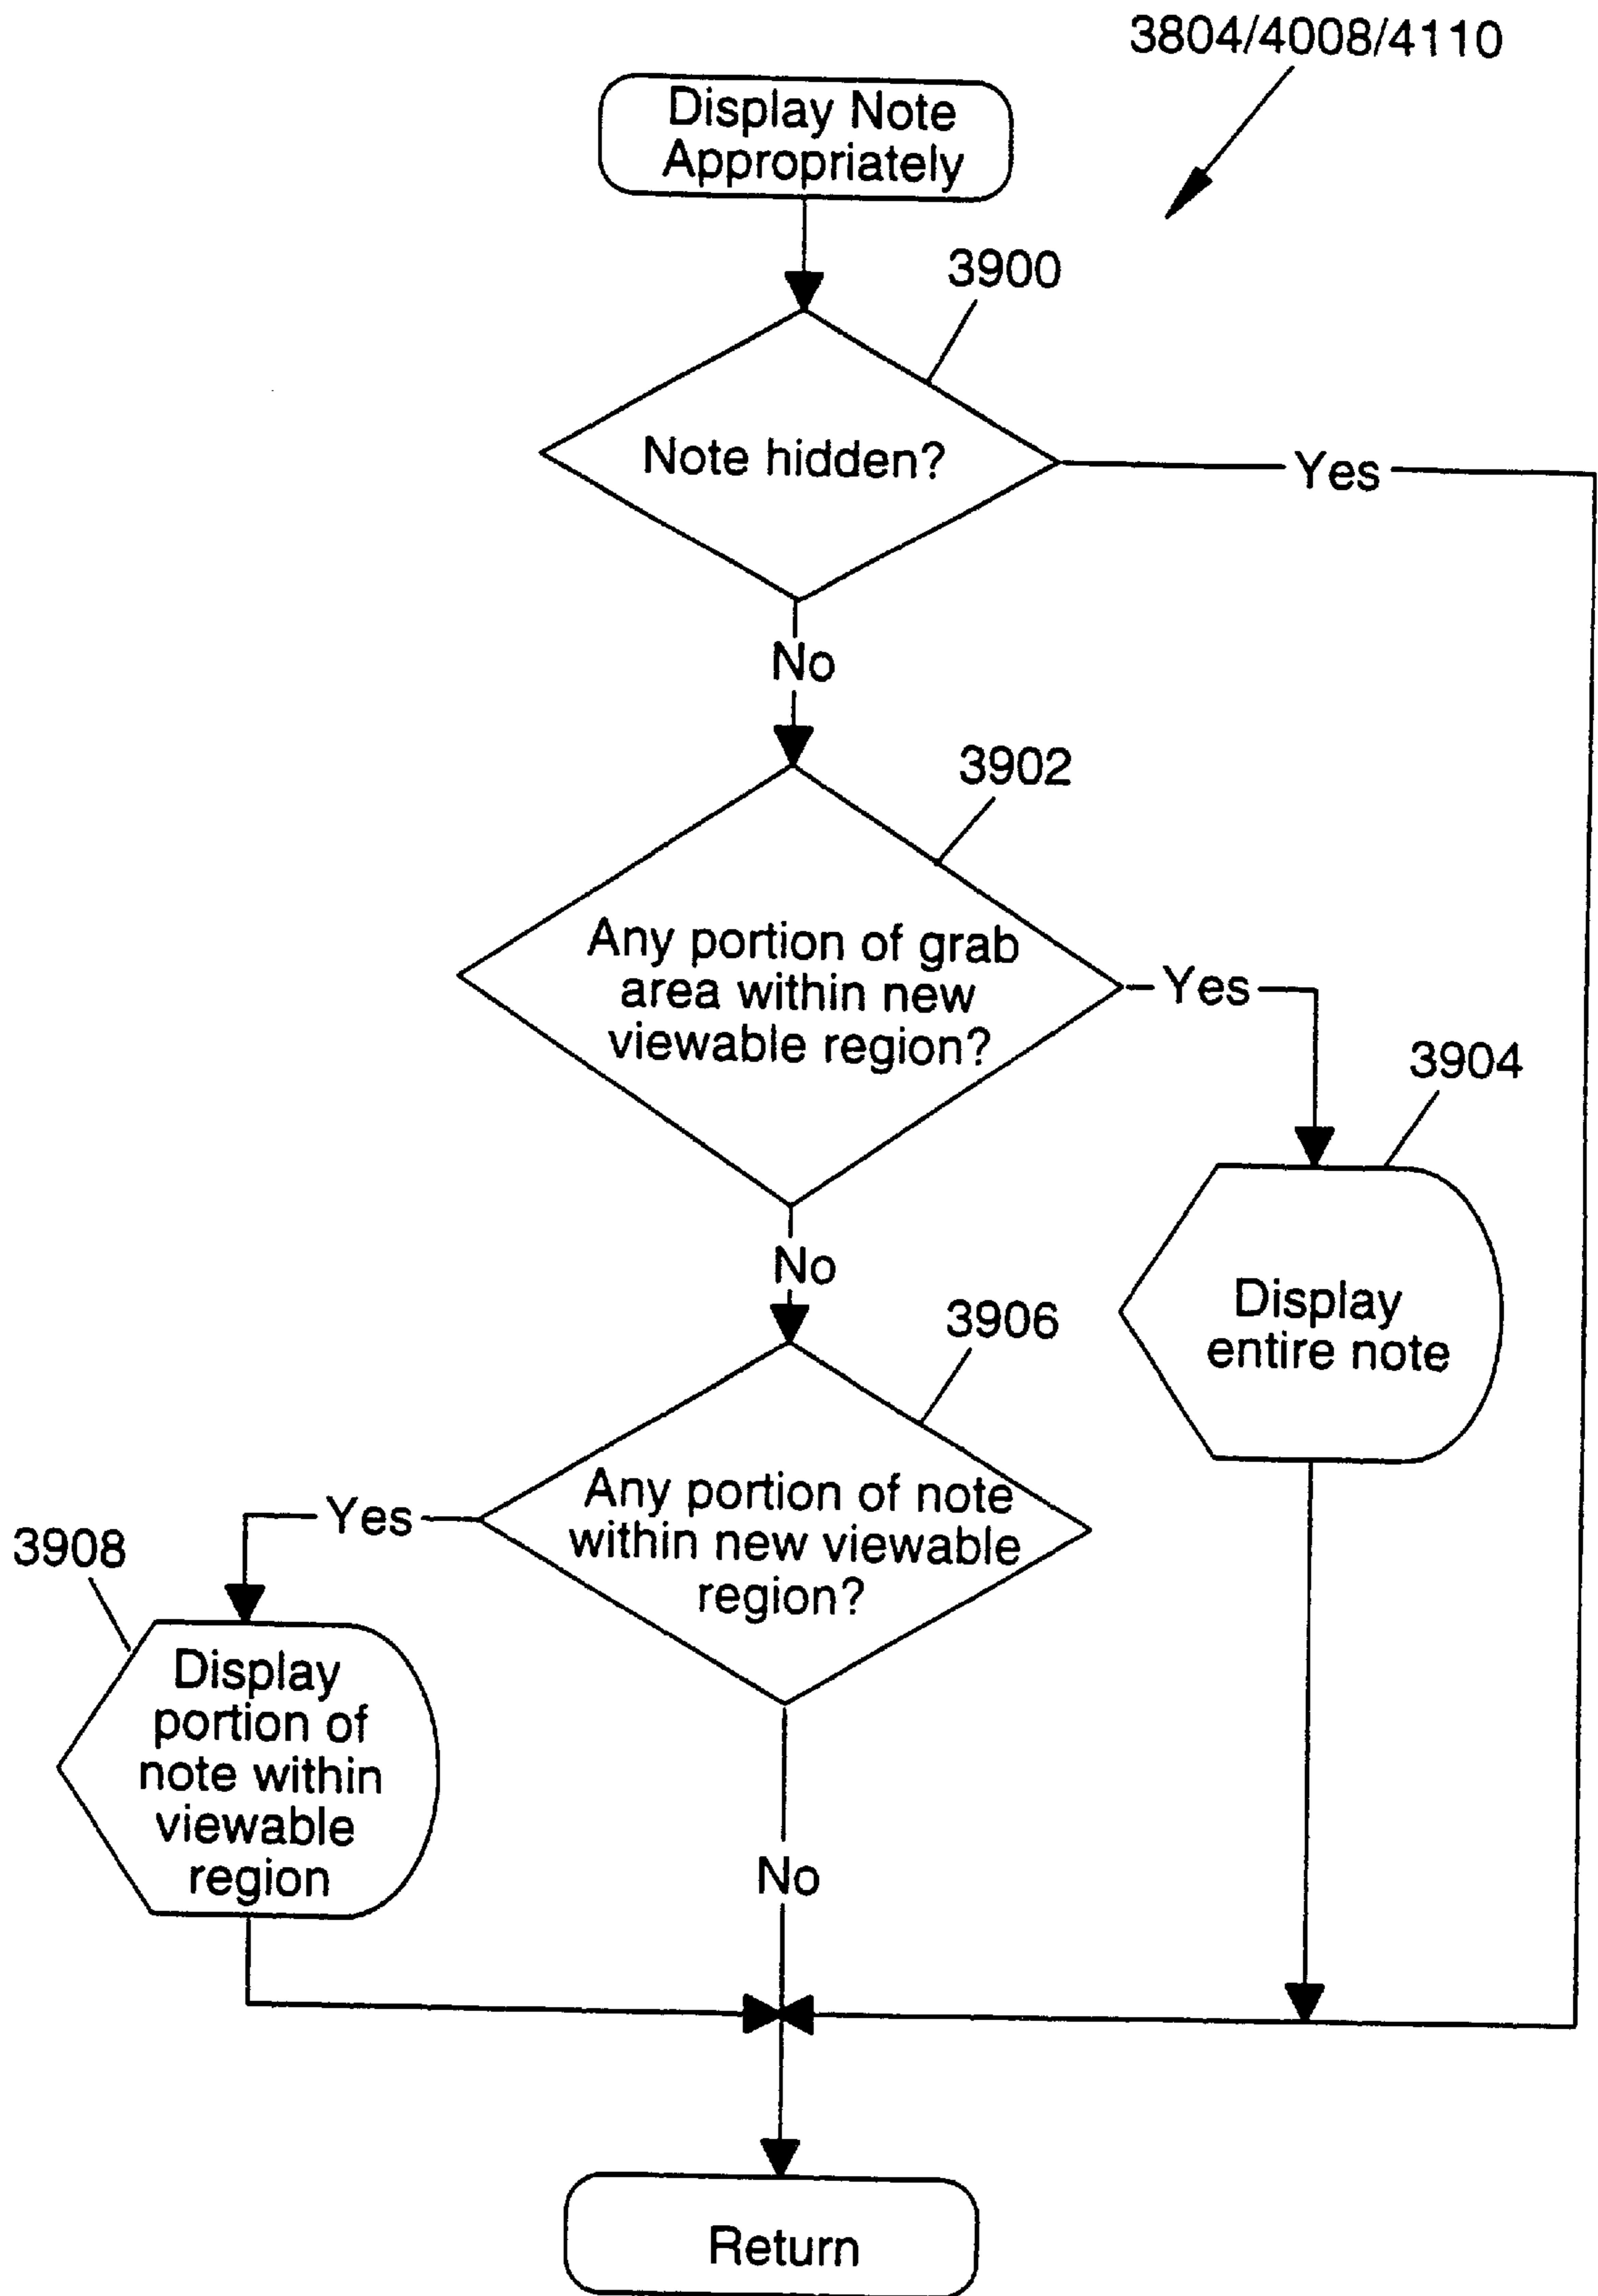 3804/4008/4110
Display Note
Appropriately
3900
Note hidden?
Yes
No
3902
Any portion of grab
area within new
viewable region?
Yes
3904
No
Display
entire note
3906
Any portion of note
within new viewable
region?
Yes
3908
Display
portion of
note within
viewable
region
No
Return